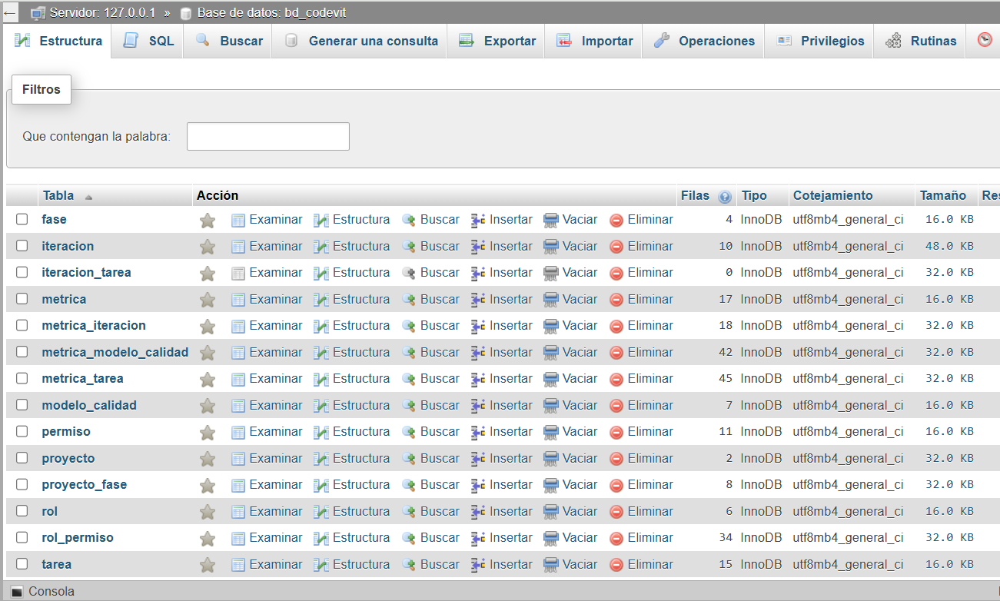 ← Servidor: 127.0.0.1 » Base de datos: bd_codevit
Estructura SQL Buscar Generar una consulta Exportar Importar Operaciones Privilegios Rutinas
Filtros
Que contengan la palabra:
Tabla Acción Filas Tipo Cotejamiento Tamaño Res
fase Examinar Estructura Buscar Insertar Vaciar Eliminar 4 InnoDB utf8mb4_general_ci 16.0 KB
iteracion Examinar Estructura Buscar Insertar Vaciar Eliminar 10 InnoDB utf8mb4_general_ci 48.0 KB
iteracion_tarea Examinar Estructura Buscar Insertar Vaciar Eliminar 0 InnoDB utf8mb4_general_ci 32.0 KB
metrica Examinar Estructura Buscar Insertar Vaciar Eliminar 17 InnoDB utf8mb4_general_ci 16.0 KB
metrica_iteracion Examinar Estructura Buscar Insertar Vaciar Eliminar 18 InnoDB utf8mb4_general_ci 32.0 KB
metrica_modelo_calidad Examinar Estructura Buscar Insertar Vaciar Eliminar 42 InnoDB utf8mb4_general_ci 32.0 KB
metrica_tarea Examinar Estructura Buscar Insertar Vaciar Eliminar 45 InnoDB utf8mb4_general_ci 32.0 KB
modelo_calidad Examinar Estructura Buscar Insertar Vaciar Eliminar 7 InnoDB utf8mb4_general_ci 16.0 KB
permiso Examinar Estructura Buscar Insertar Vaciar Eliminar 11 InnoDB utf8mb4_general_ci 16.0 KB
proyecto Examinar Estructura Buscar Insertar Vaciar Eliminar 2 InnoDB utf8mb4_general_ci 32.0 KB
proyecto_fase Examinar Estructura Buscar Insertar Vaciar Eliminar 8 InnoDB utf8mb4_general_ci 32.0 KB
rol Examinar Estructura Buscar Insertar Vaciar Eliminar 6 InnoDB utf8mb4_general_ci 16.0 KB
rol_permiso Examinar Estructura Buscar Insertar Vaciar Eliminar 34 InnoDB utf8mb4_general_ci 32.0 KB
tarea Examinar Estructura Buscar Insertar Vaciar Eliminar 15 InnoDB utf8mb4_general_ci 16.0 KB
Consola